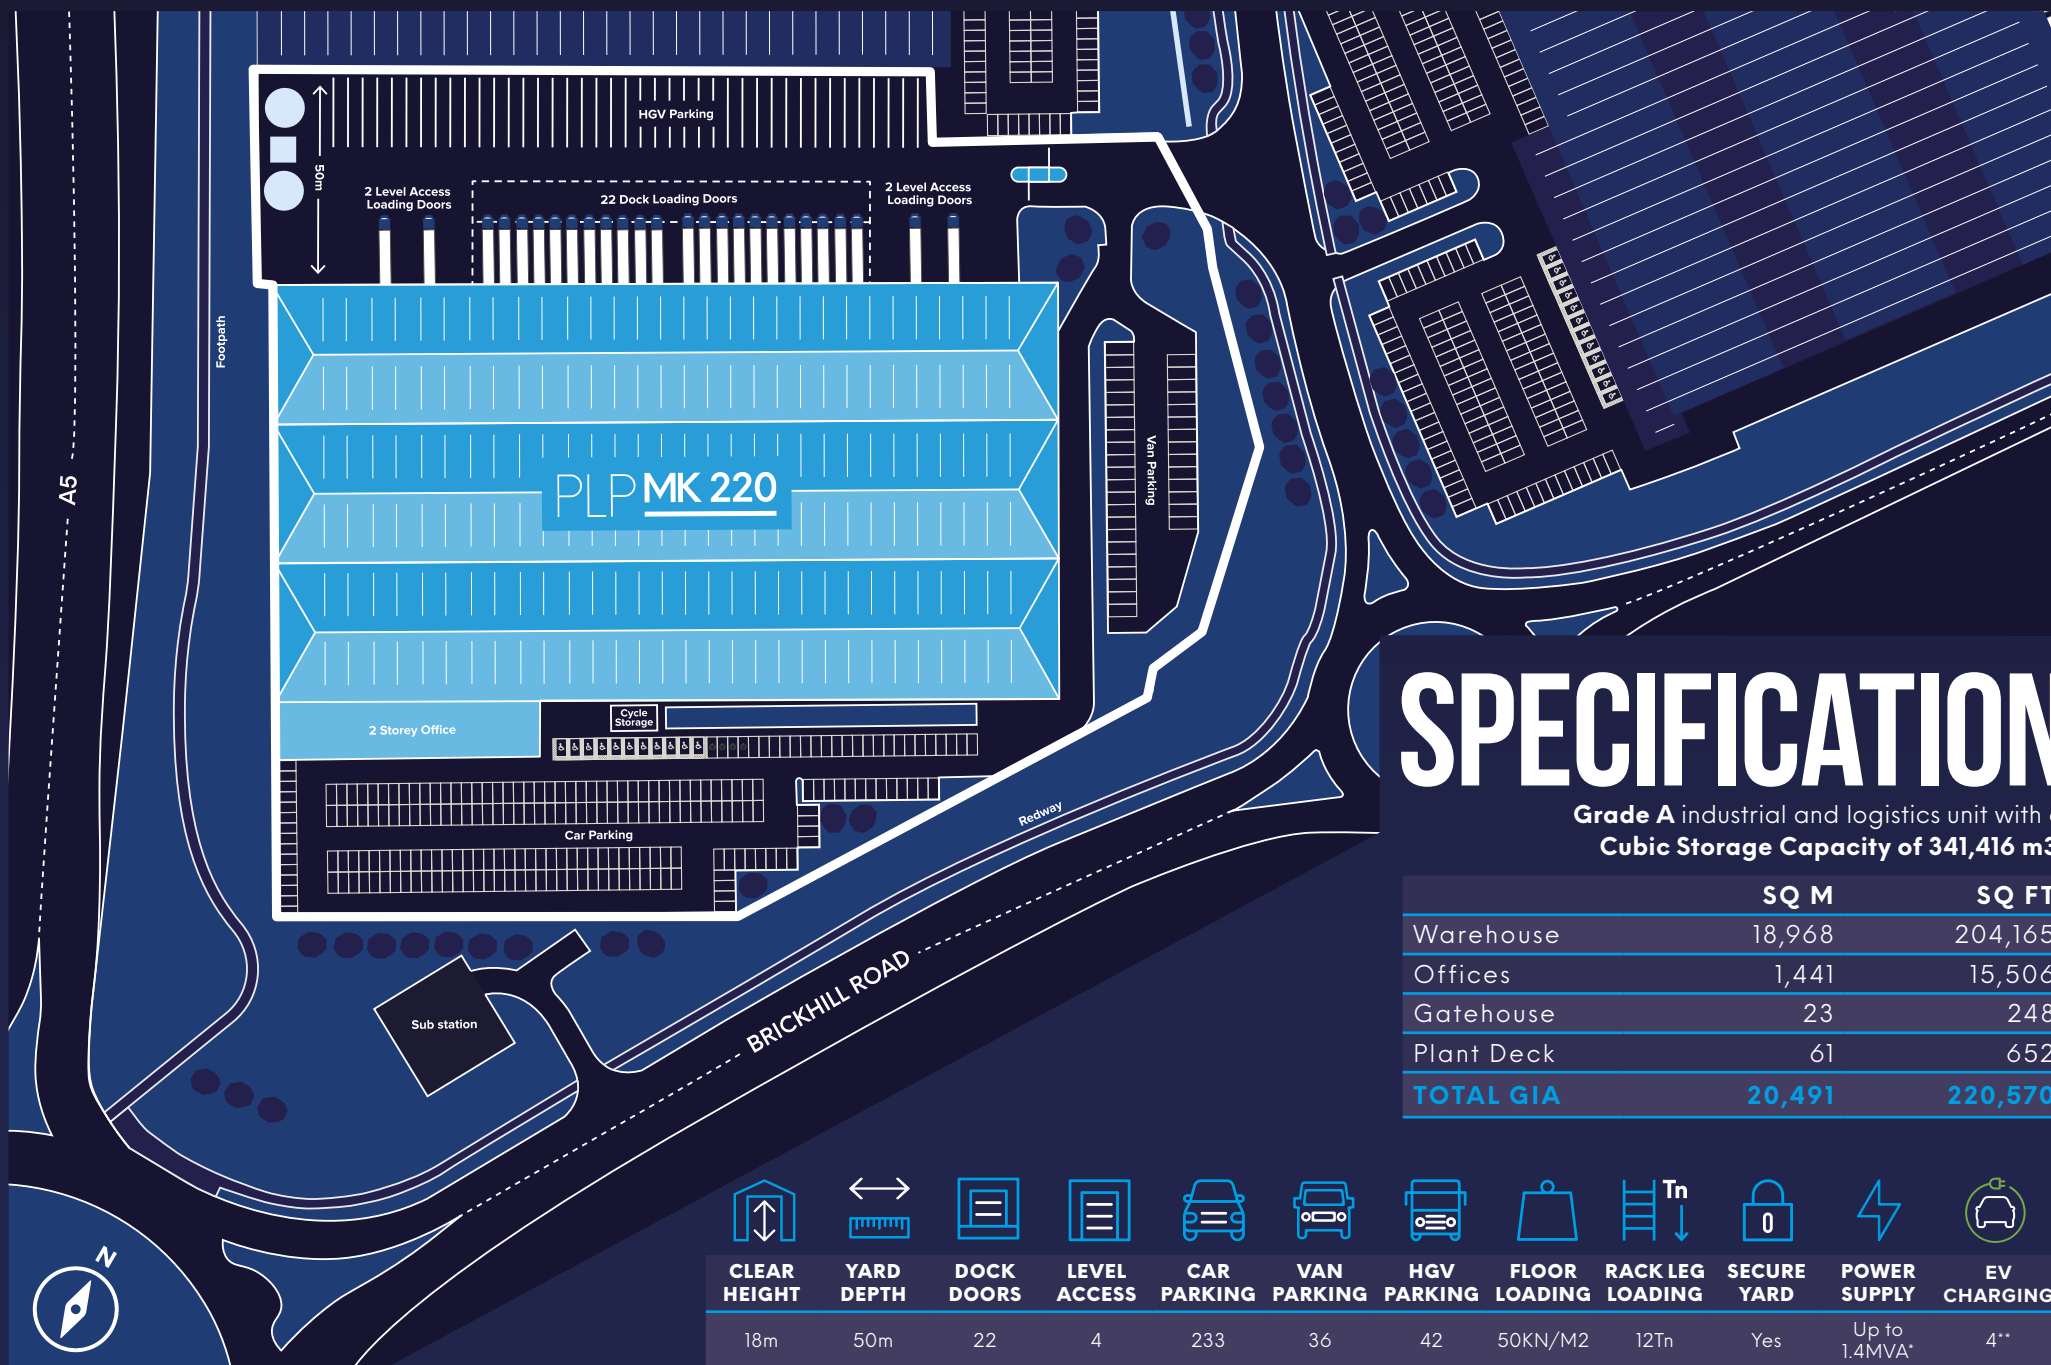 HGV Parking
50m
2 Level Access
Loading Doors
22 Dock Loading Doors
2 Level Access
Loading Doors
Footpath
A5
PLP MK 220
Van Parking
2 Storey Office
Cycle
Storage
Car Parking
Redway
Sub station
BRICKHILL ROAD
N
SPECIFICATION
Grade A industrial and logistics unit with
Cubic Storage Capacity of 341,416 m3
SQ M SQ FT
Warehouse 18,968 204,165
Offices 1,441 15,506
Gatehouse 23 248
Plant Deck 61 652
TOTAL GIA 20,491 220,570
Tn
CLEAR HEIGHT YARD DEPTH DOCK DOORS LEVEL ACCESS CAR PARKING VAN PARKING HGV PARKING FLOOR LOADING RACK LEG LOADING SECURE YARD POWER SUPPLY EV CHARGING
18m 50m 22 4 233 36 42 50KN/M2 12Tn Yes Up to 1.4MVA* 4**